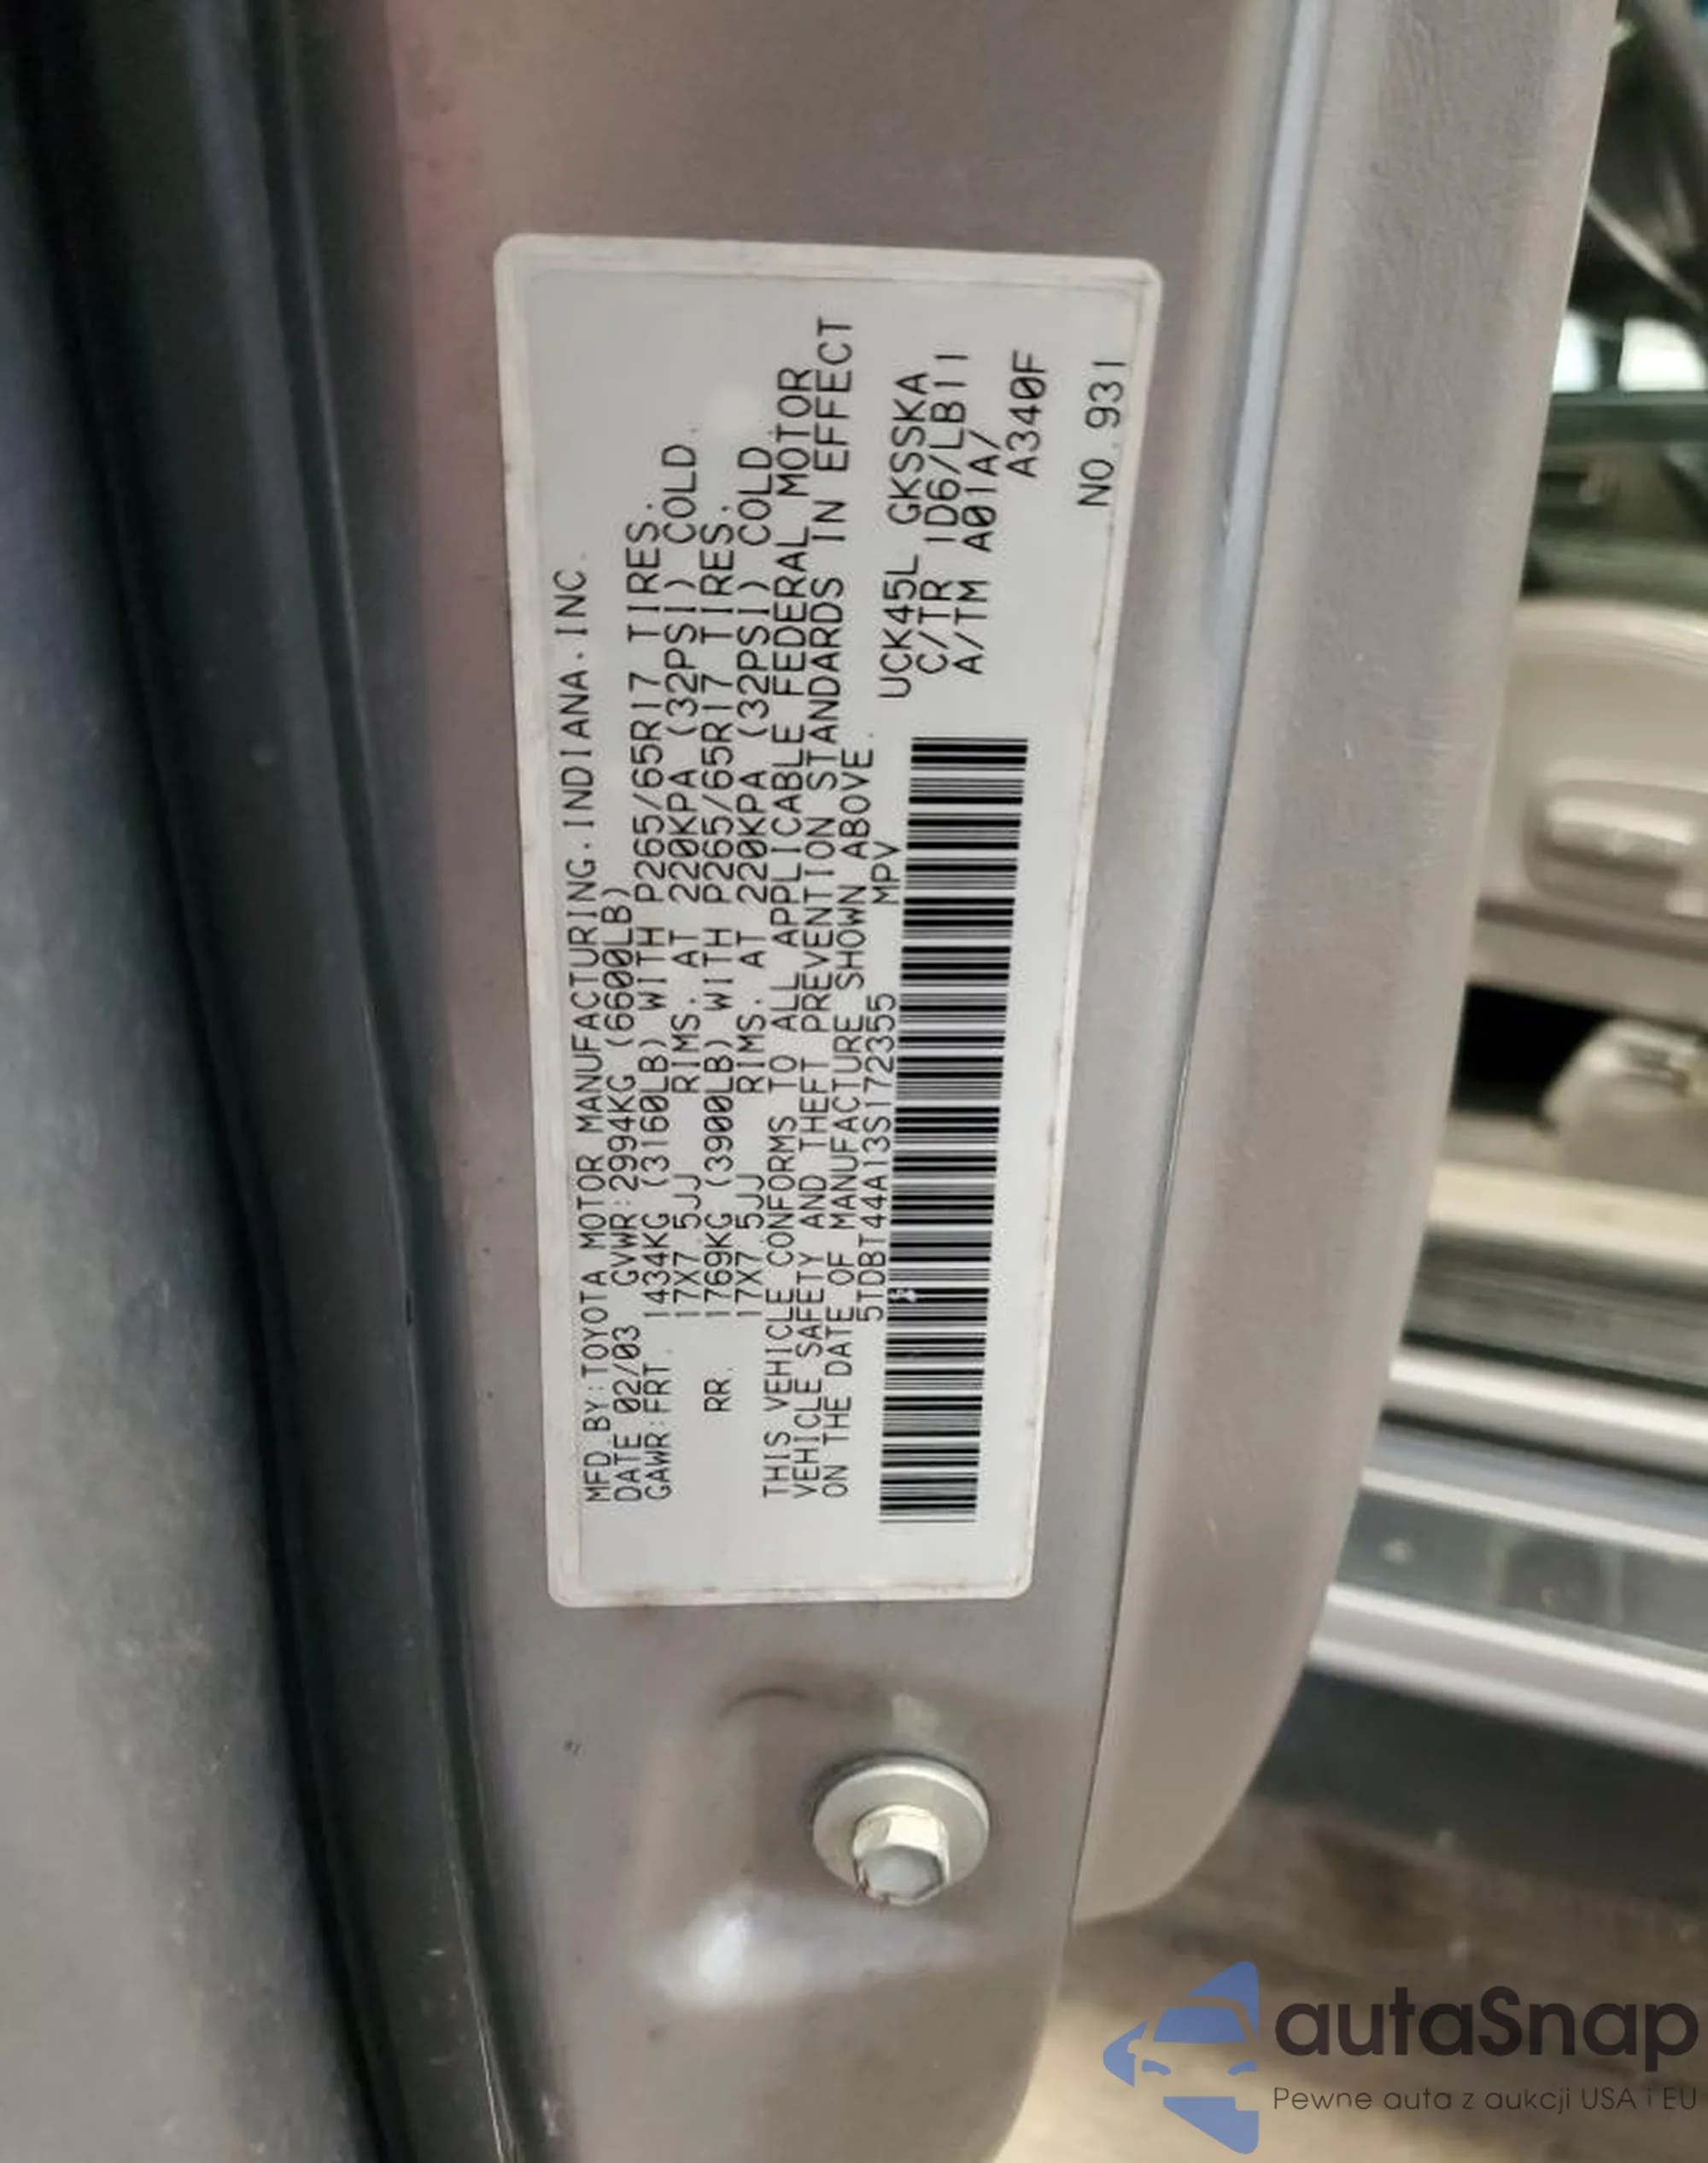 MFD.BY:TOYOTA MOTOR MANUFACTURING.INDIANA.INC.
DATE 02/03 GVWR:2994KG (6600LB)
GAWR:FRT. 1434KG (3160LB) WITH P265/65R17 TIRES.
17X7.5JJ RIMS. AT 220KPA (32PSI) COLD.
RR. 1769KG (3900LB) WITH P265/65R17 TIRES.
17X7.5JJ RIMS. AT 220KPA (32PSI) COLD.
THIS VEHICLE CONFORMS TO ALL APPLICABLE FEDERAL MOTOR
VEHICLE SAFETY AND THEFT PREVENTION STANDARDS IN EFFECT
ON THE DATE OF MANUFACTURE SHOWN ABOVE.
5TDBT44A13S172355 MPV
UCK45L GKSSKA
C/TR 1D6/LB11
A/TM A01A/
A340F
NO.931
autaSnap
Pewne auta z aukcji USA i EU